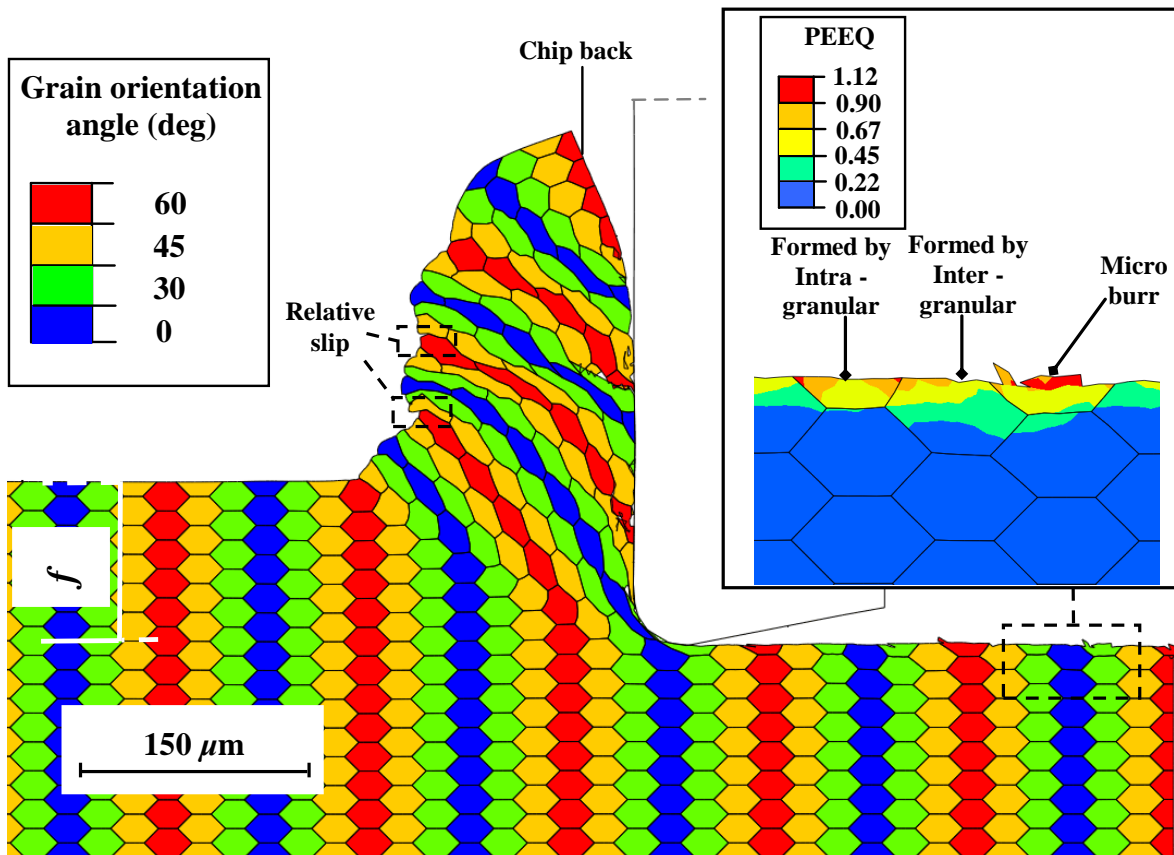 Grain orientation
angle (deg)
60
45
30
0
Chip back
Relative
slip
PEEQ
1.12
0.90
0.67
0.45
0.22
0.00
Formed by
Intra -
granular
Formed by
Inter -
granular
Micro
burr
f
150 µm